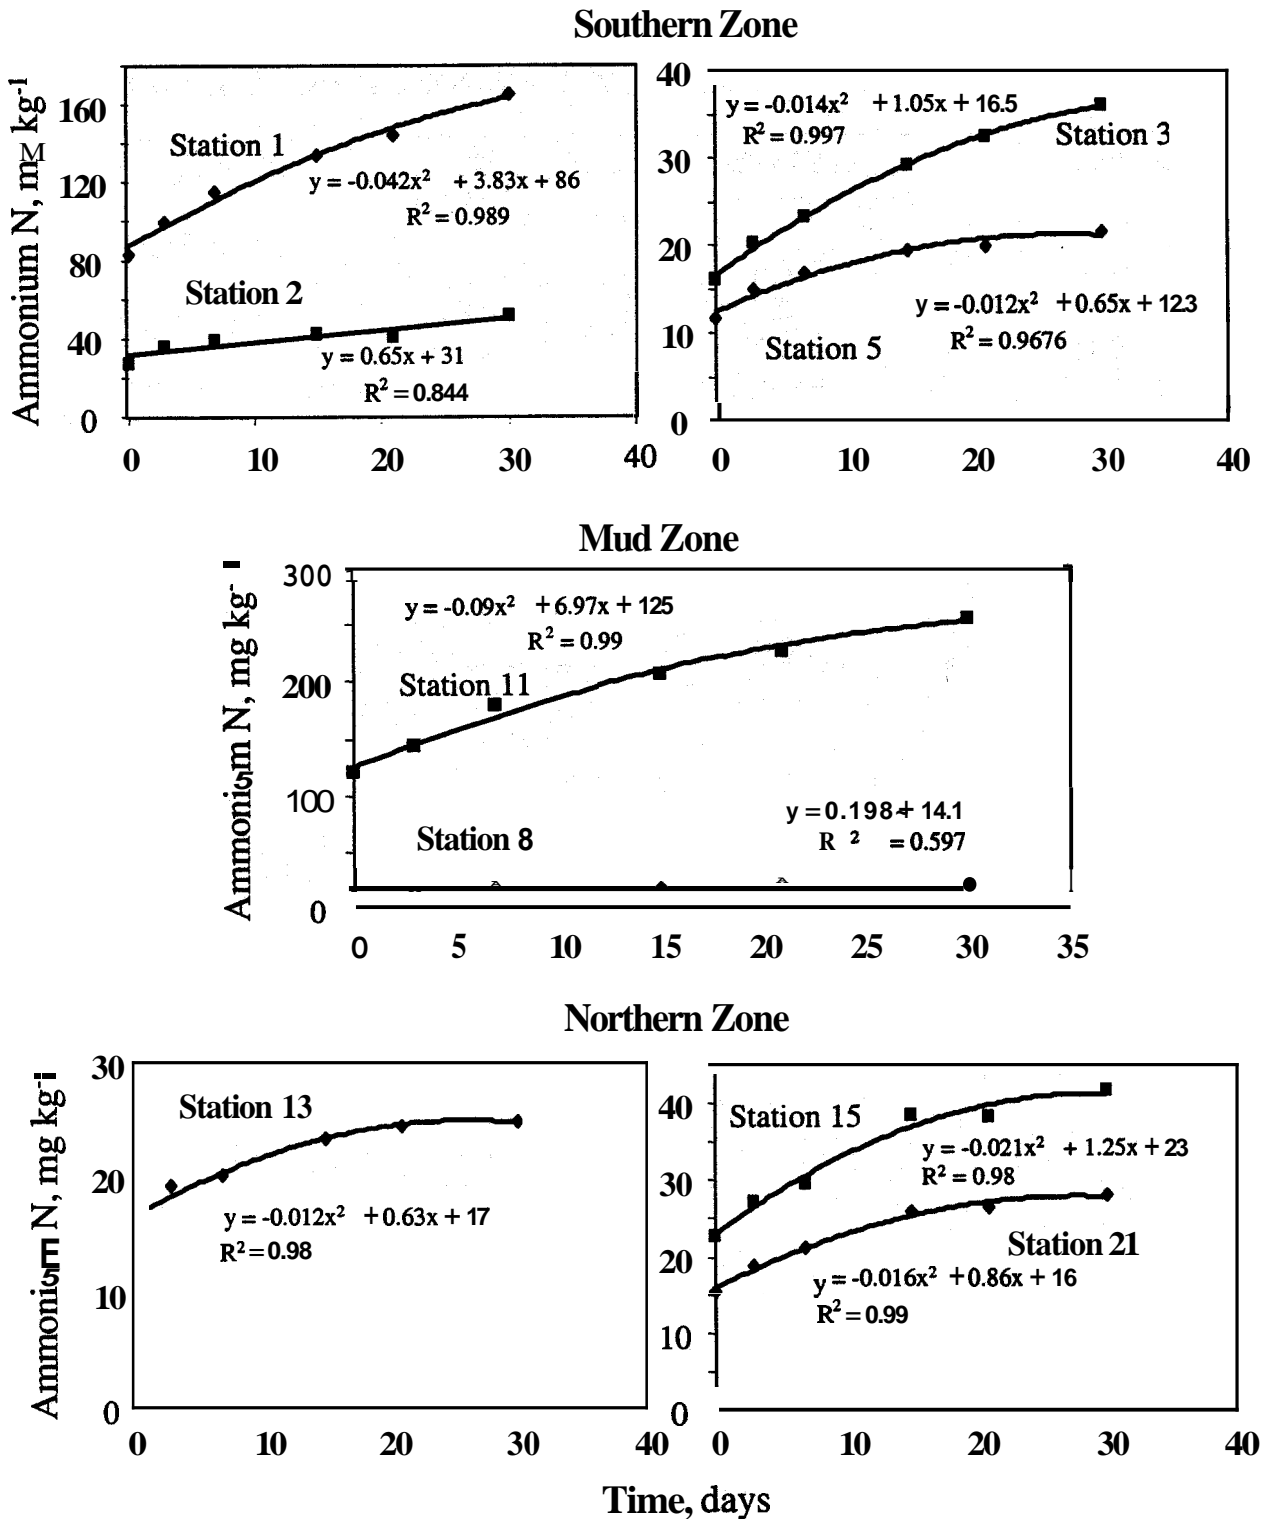 Southern Zone
Ammonium N, mM kg-1
160
120
80
40
0
Station 1
y = -0.042x² + 3.83x + 86
R² = 0.989
Station 2
y = 0.65x + 31
R² = 0.844
0 10 20 30 40
40
30
20
10
0
y = -0.014x² + 1.05x + 16.5
R² = 0.997
Station 3
y = -0.012x² + 0.65x + 123
R² = 0.9676
Station 5
0 10 20 30 40
Mud Zone
N, mg kg-
300
200
100
0
y = -0.09x² + 6.97x + 125
R² = 0.99
Station 11
y = 0.198+ 14.1
R ² = 0.597
Station 8
0 5 10 15 20 25 30 35
Northern Zone
N, mg kg-
30
20
10
0
Station 13
y = -0.012x² + 0.63x + 17
R² = 0.98
0 10 20 30 40
40
30
20
10
0
Station 15
y = -0.021x² + 1.25x + 23
R² = 0.98
Station 21
y = -0.016x² + 0.86x + 16
R² = 0.99
0 10 20 30 40
Time, days